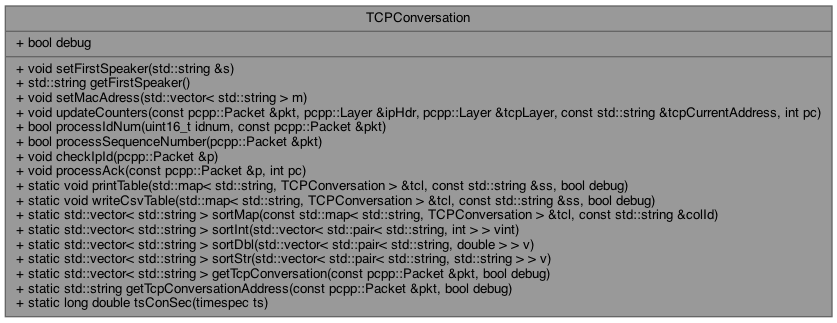 TCPConversation
+ bool debug
+ void setFirstSpeaker(std::string &s)
+ std::string getFirstSpeaker()
+ void setMacAdress(std::vector< std::string > m)
+ void updateCounters(const pcpp::Packet &pkt, pcpp::Layer &ipHdr, pcpp::Layer &tcpLayer, const std::string &tcpCurrentAddress, int pc)
+ bool processIdNum(uint16_t idnum, const pcpp::Packet &pkt)
+ bool processSequenceNumber(pcpp::Packet &pkt)
+ void checkIpId(pcpp::Packet &p)
+ void processAck(const pcpp::Packet &p, int pc)
+ static void printTable(std::map< std::string, TCPConversation > &tcl, const std::string &ss, bool debug)
+ static void writeCsvTable(std::map< std::string, TCPConversation > &tcl, const std::string &ss, bool debug)
+ static std::vector< std::string > sortMap(const std::map< std::string, TCPConversation > &tcl, const std::string &colId)
+ static std::vector< std::string > sortInt(std::vector< std::pair< std::string, int > > vint)
+ static std::vector< std::string > sortDbl(std::vector< std::pair< std::string, double > > v)
+ static std::vector< std::string > sortStr(std::vector< std::pair< std::string, std::string > > v)
+ static std::vector< std::string > getTcpConversation(const pcpp::Packet &pkt, bool debug)
+ static std::string getTcpConversationAddress(const pcpp::Packet &pkt, bool debug)
+ static long double tsConSec(timespec ts)